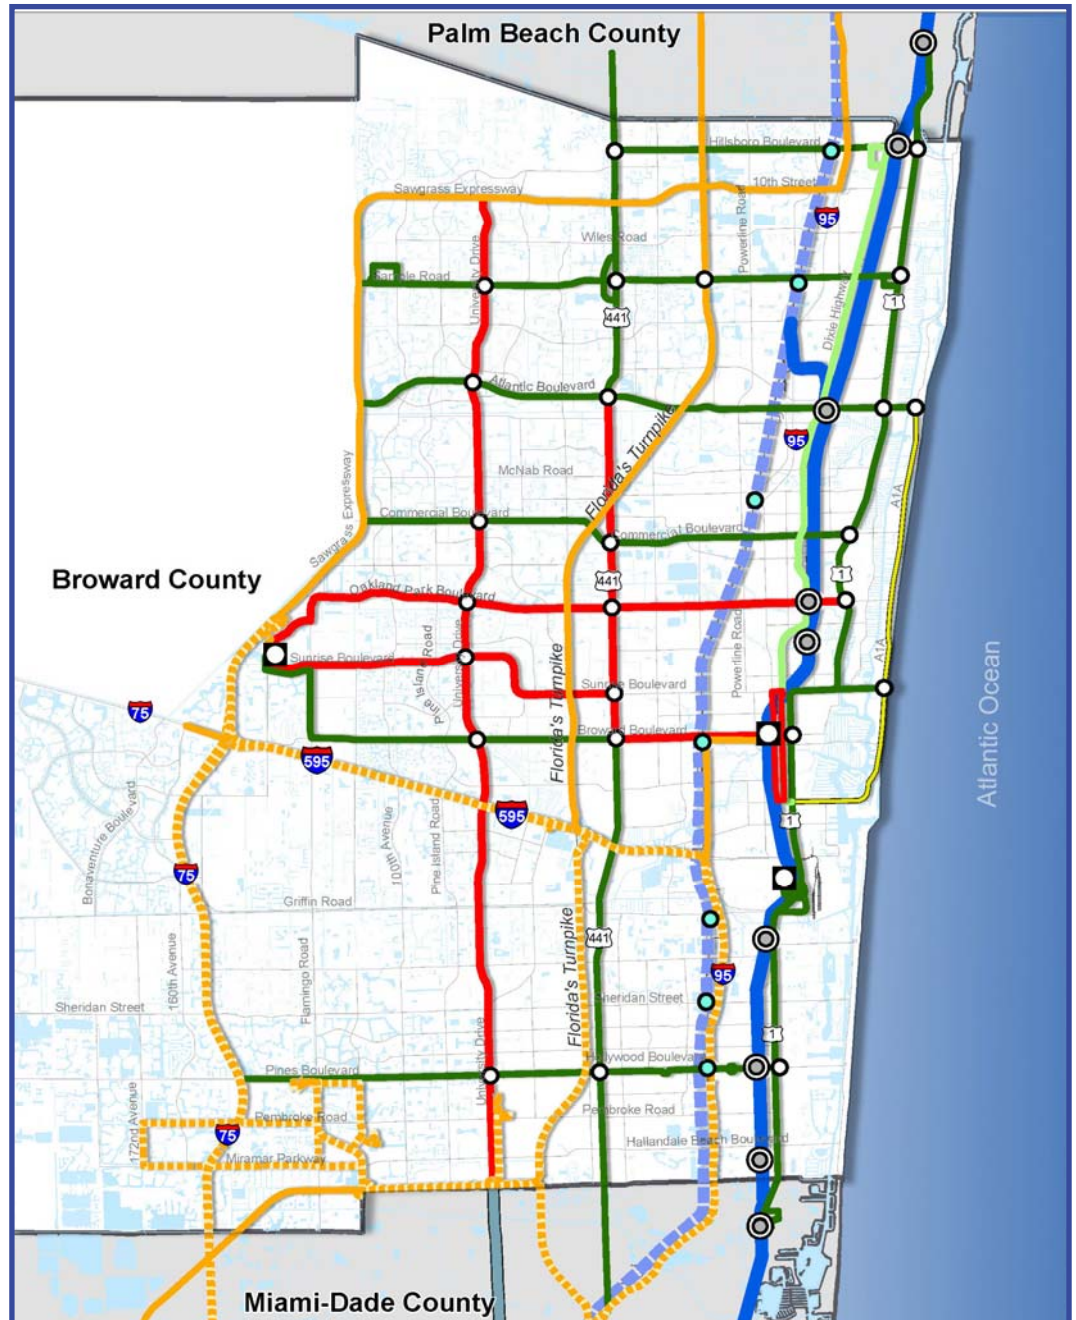 Palm Beach County
Hillsboro Boulevard
10th Street
Sawgrass Expressway
Powerline Road
95
Wiles Road
University Drive
Sample Road
441
1
Dixie Highway
Atlantic Boulevard
Florida's Turnpike
95
McNab Road
A1A
Sawgrass Expressway
Commercial Boulevard
Commercial Boulevard
Broward County
441
1
Oakland Park Boulevard
Powerline Road
A1A
Sunrise Boulevard
Pine Island Road
University Drive
Sunrise Boulevard
Florida's Turnpike
75
Broward Boulevard
595
Atlantic Ocean
595
1
Bonaventure Boulevard
100th Avenue
Pine Island Road
75
Griffin Road
441
Florida's Turnpike
160th Avenue
Flamingo Road
95
Sheridan Street
Sheridan Street
1
University Drive
Hollywood Boulevard
Pines Boulevard
172nd Avenue
Pembroke Road
Pembroke Road
75
Hallandale Beach Boulevard
Miramar Parkway
Miami-Dade County